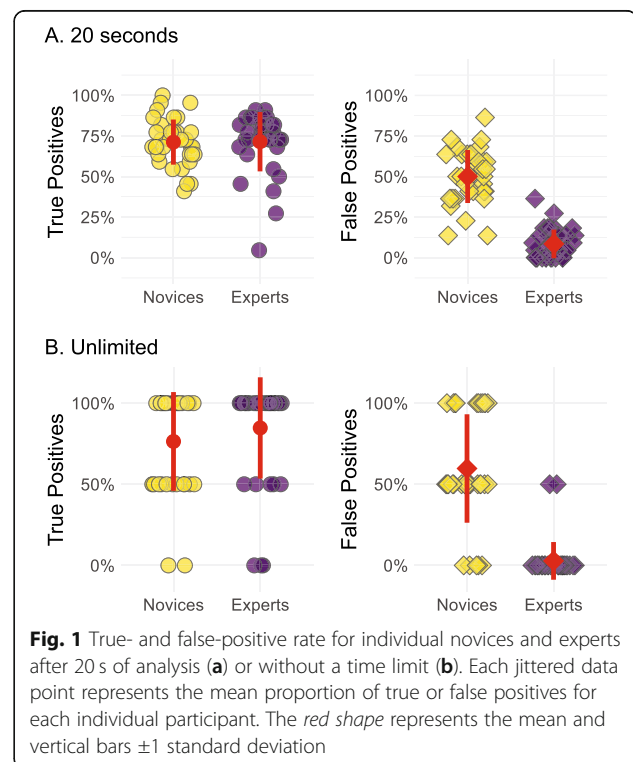 A. 20 seconds
True Positives
100%
75%
50%
25%
0%
Novices Experts
False Positives
100%
75%
50%
25%
0%
Novices Experts
B. Unlimited
True Positives
100%
50%
0%
Novices Experts
False Positives
100%
50%
0%
Novices Experts
Fig. 1 True- and false-positive rate for individual novices and experts
after 20 s of analysis (a) or without a time limit (b). Each jittered data
point represents the mean proportion of true or false positives for
each individual participant. The red shape represents the mean and
vertical bars ±1 standard deviation